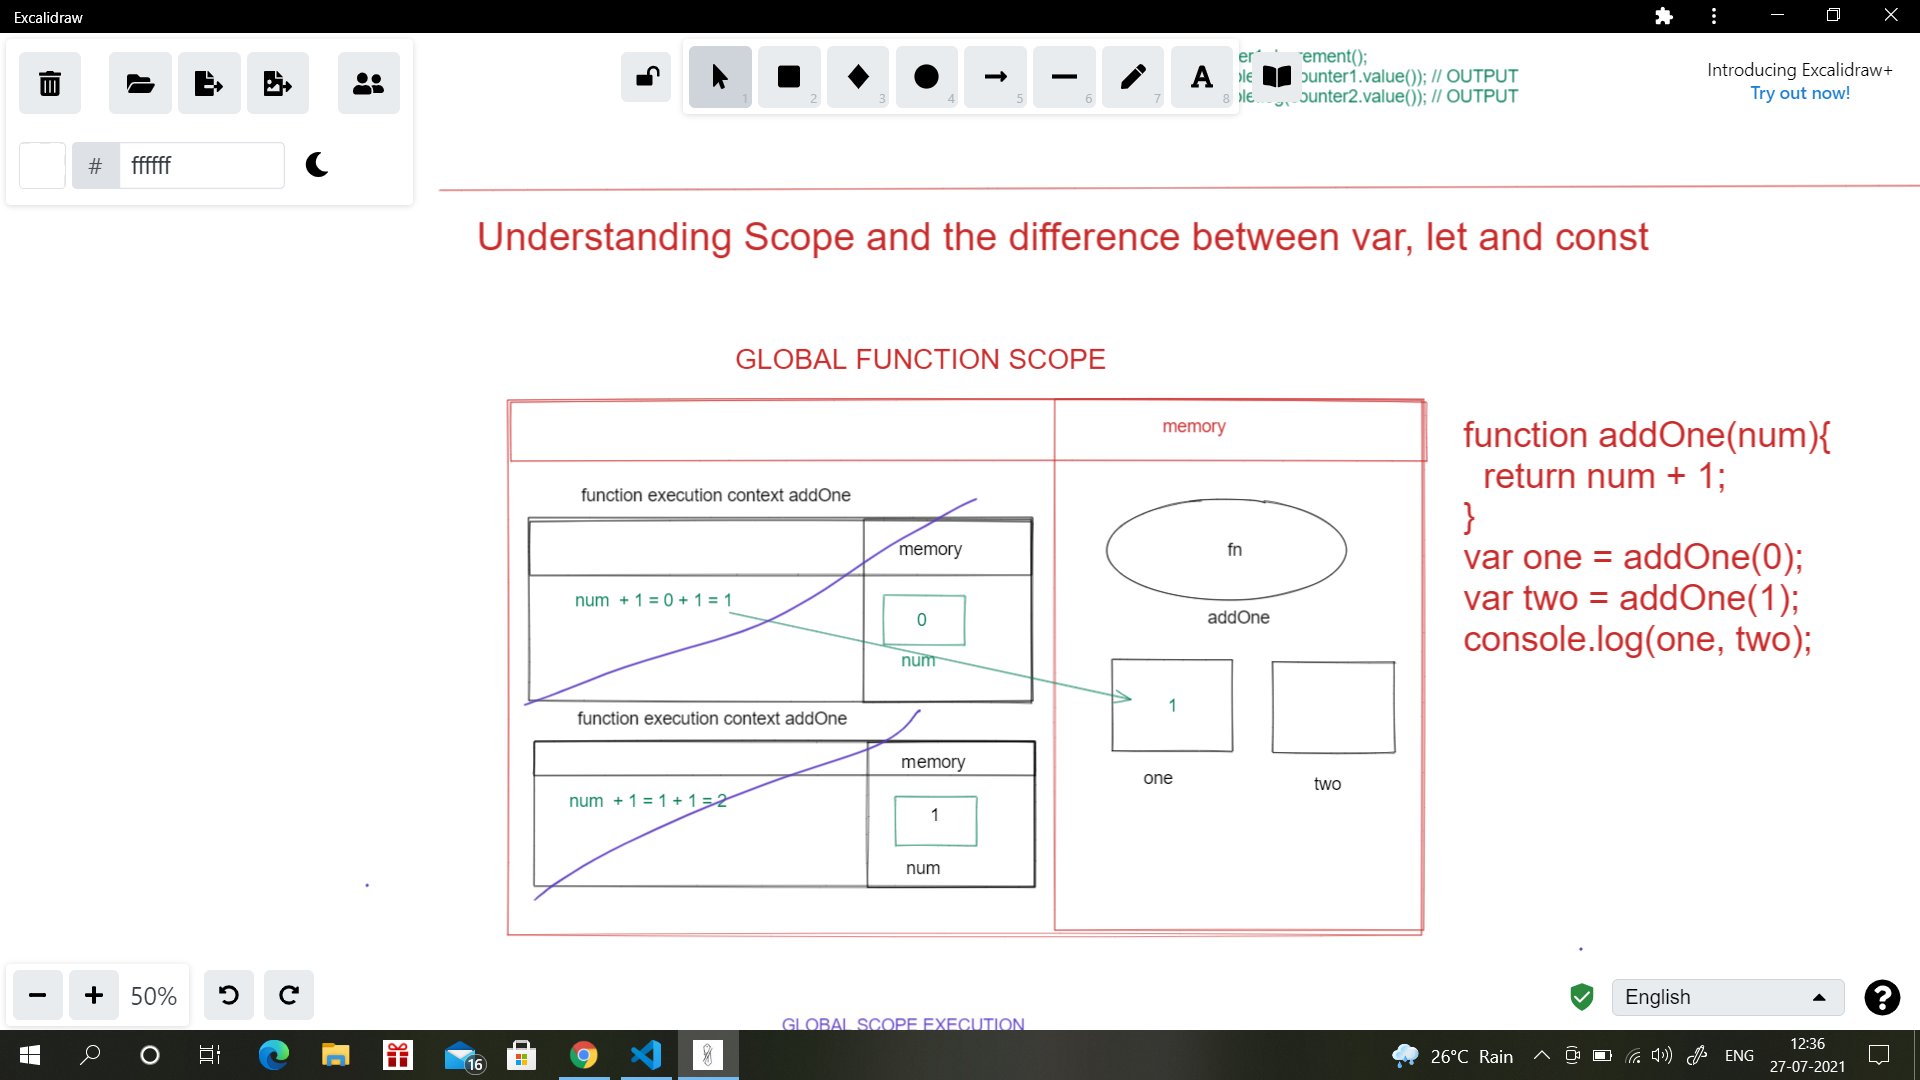 Excalidraw
1
2
3
4
5
6
7
8
ounter1.value()); // OUTPUT
ounter2.value()); // OUTPUT
Introducing Excalidraw+
Try out now!
# ffffff
Understanding Scope and the difference between var, let and const
GLOBAL FUNCTION SCOPE
memory
function addOne(num){
return num + 1;
}
var one = addOne(0);
var two = addOne(1);
console.log(one, two);
function execution context addOne
memory
num + 1 = 0 + 1 = 1
0
num
fn
addOne
1
one
two
function execution context addOne
memory
num + 1 = 1 + 1 = 2
1
num
50%
English
GLOBAL SCOPE EXECUTION
16
26°C Rain
ENG
12:36
27-07-2021